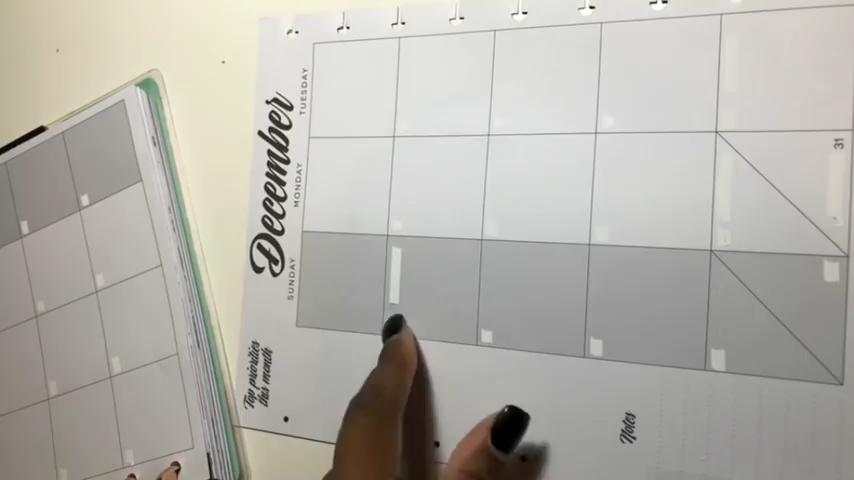 December
SUNDAY
MONDAY
TUESDAY
31
Top priorities
this month
Notes